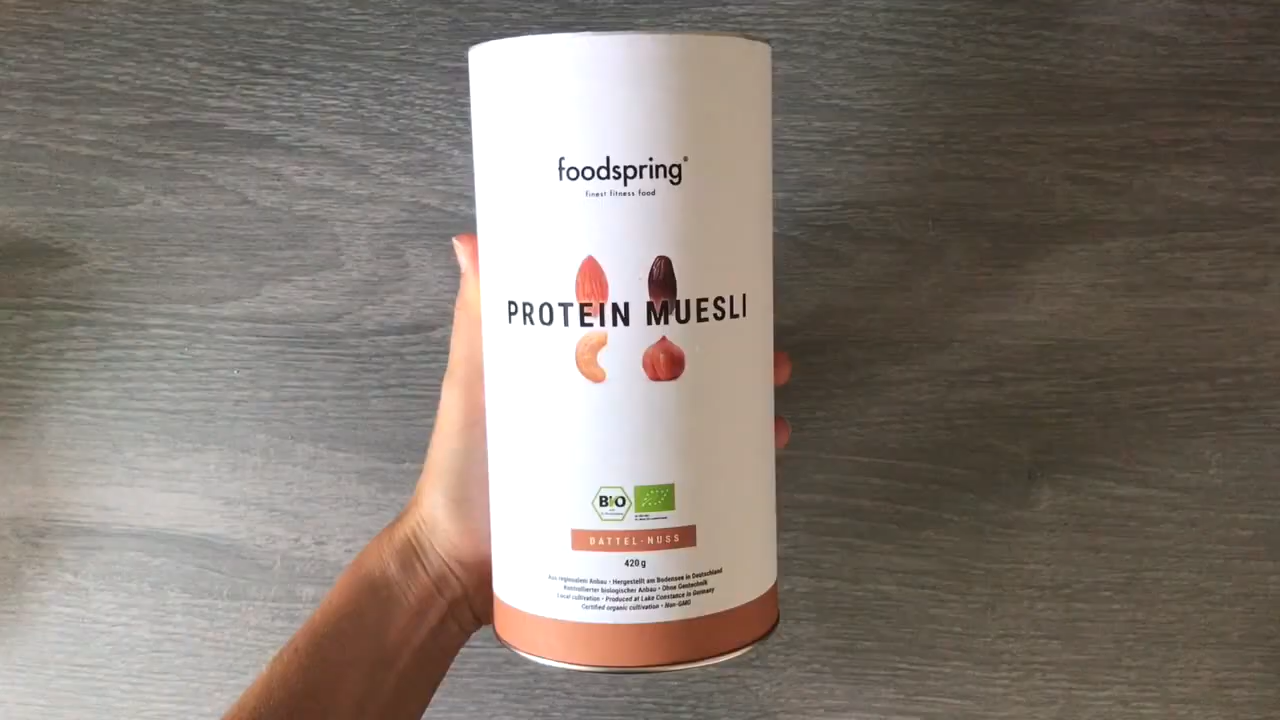 foodspring®
finest fitness food
PROTEIN MUESLI
BIO
DATTEL-NUSS
420 g
Aus regionalem Anbau • Hergestellt am Bodensee in Deutschland
Kontrollierter biologischer Anbau • Ohne Gentechnik
Local cultivation • Produced at Lake Constance in Germany
Certified organic cultivation • Non-GMO